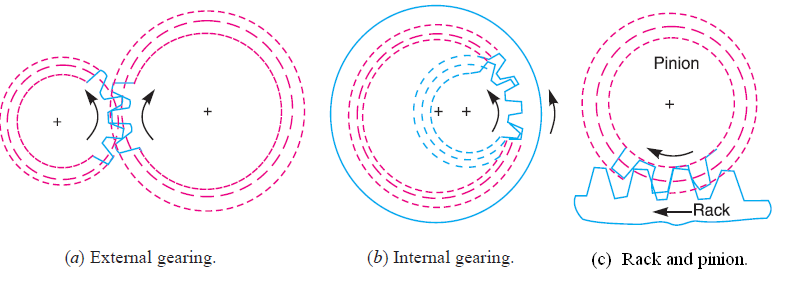 Pinion
Rack
(a) External gearing.
(b) Internal gearing.
(c) Rack and pinion.